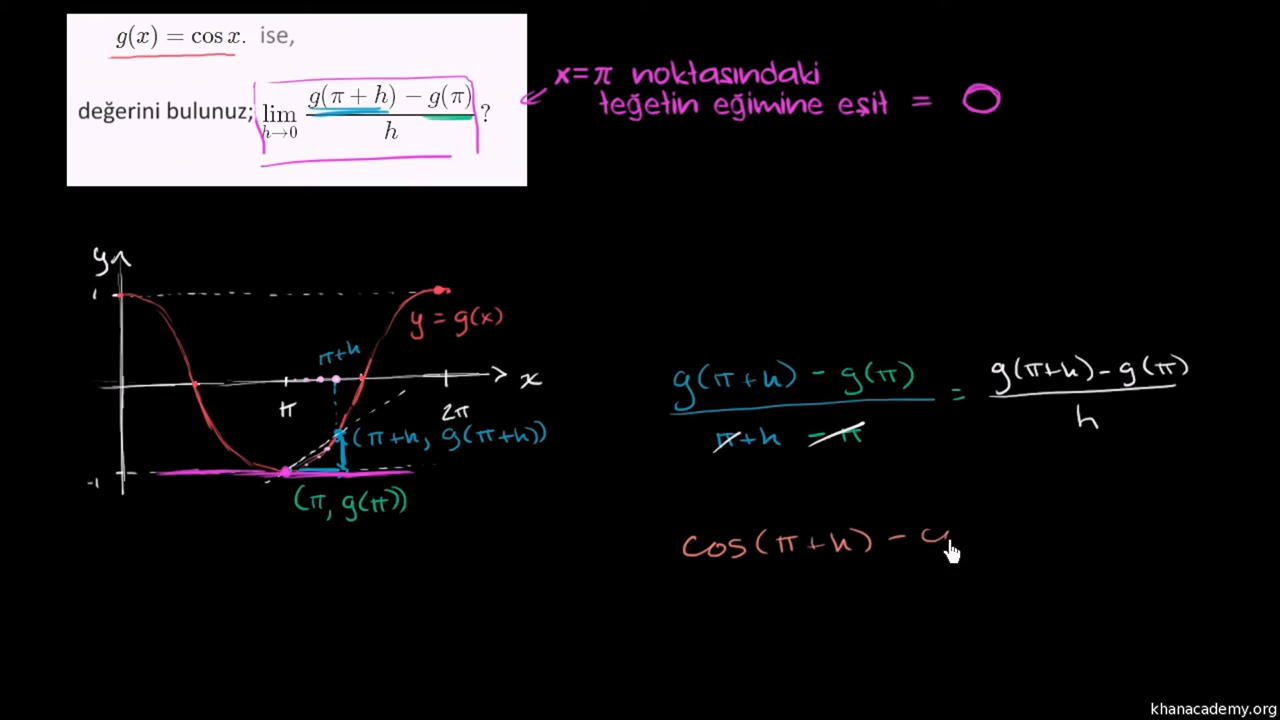 g(x) = cos x. ise,
değerini bulunuz; lim h→0 g(π + h) − g(π) / h ?
x=π noktasındaki
teğetin eğimine eşit = 0
y
1
y = g(x)
π+h
x
π
2π
(π+h, g(π+h))
-1
(π, g(π))
g(π+h) - g(π) / π+h - π = g(π+h) - g(π) / h
cos(π+h) - c
khanacademy.org